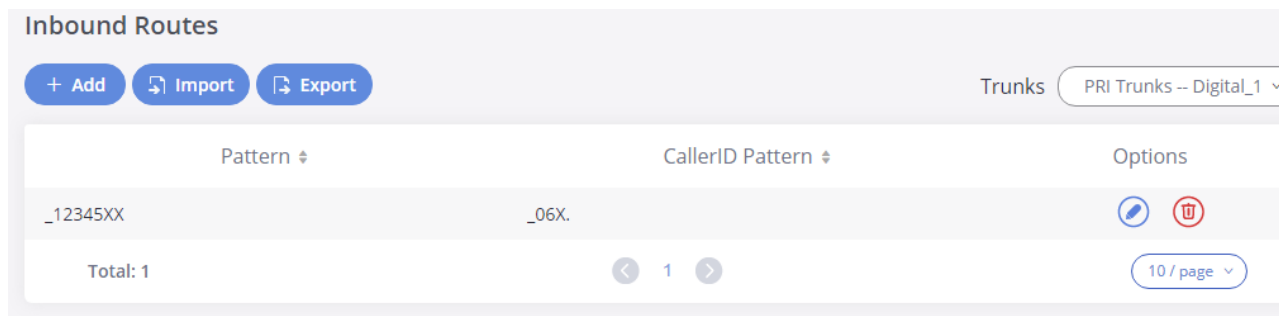 Inbound Routes
+ Add Import Export Trunks PRI Trunks -- Digital_1
Pattern CallerID Pattern Options
_12345XX _06X.
Total: 1 1 10 / page